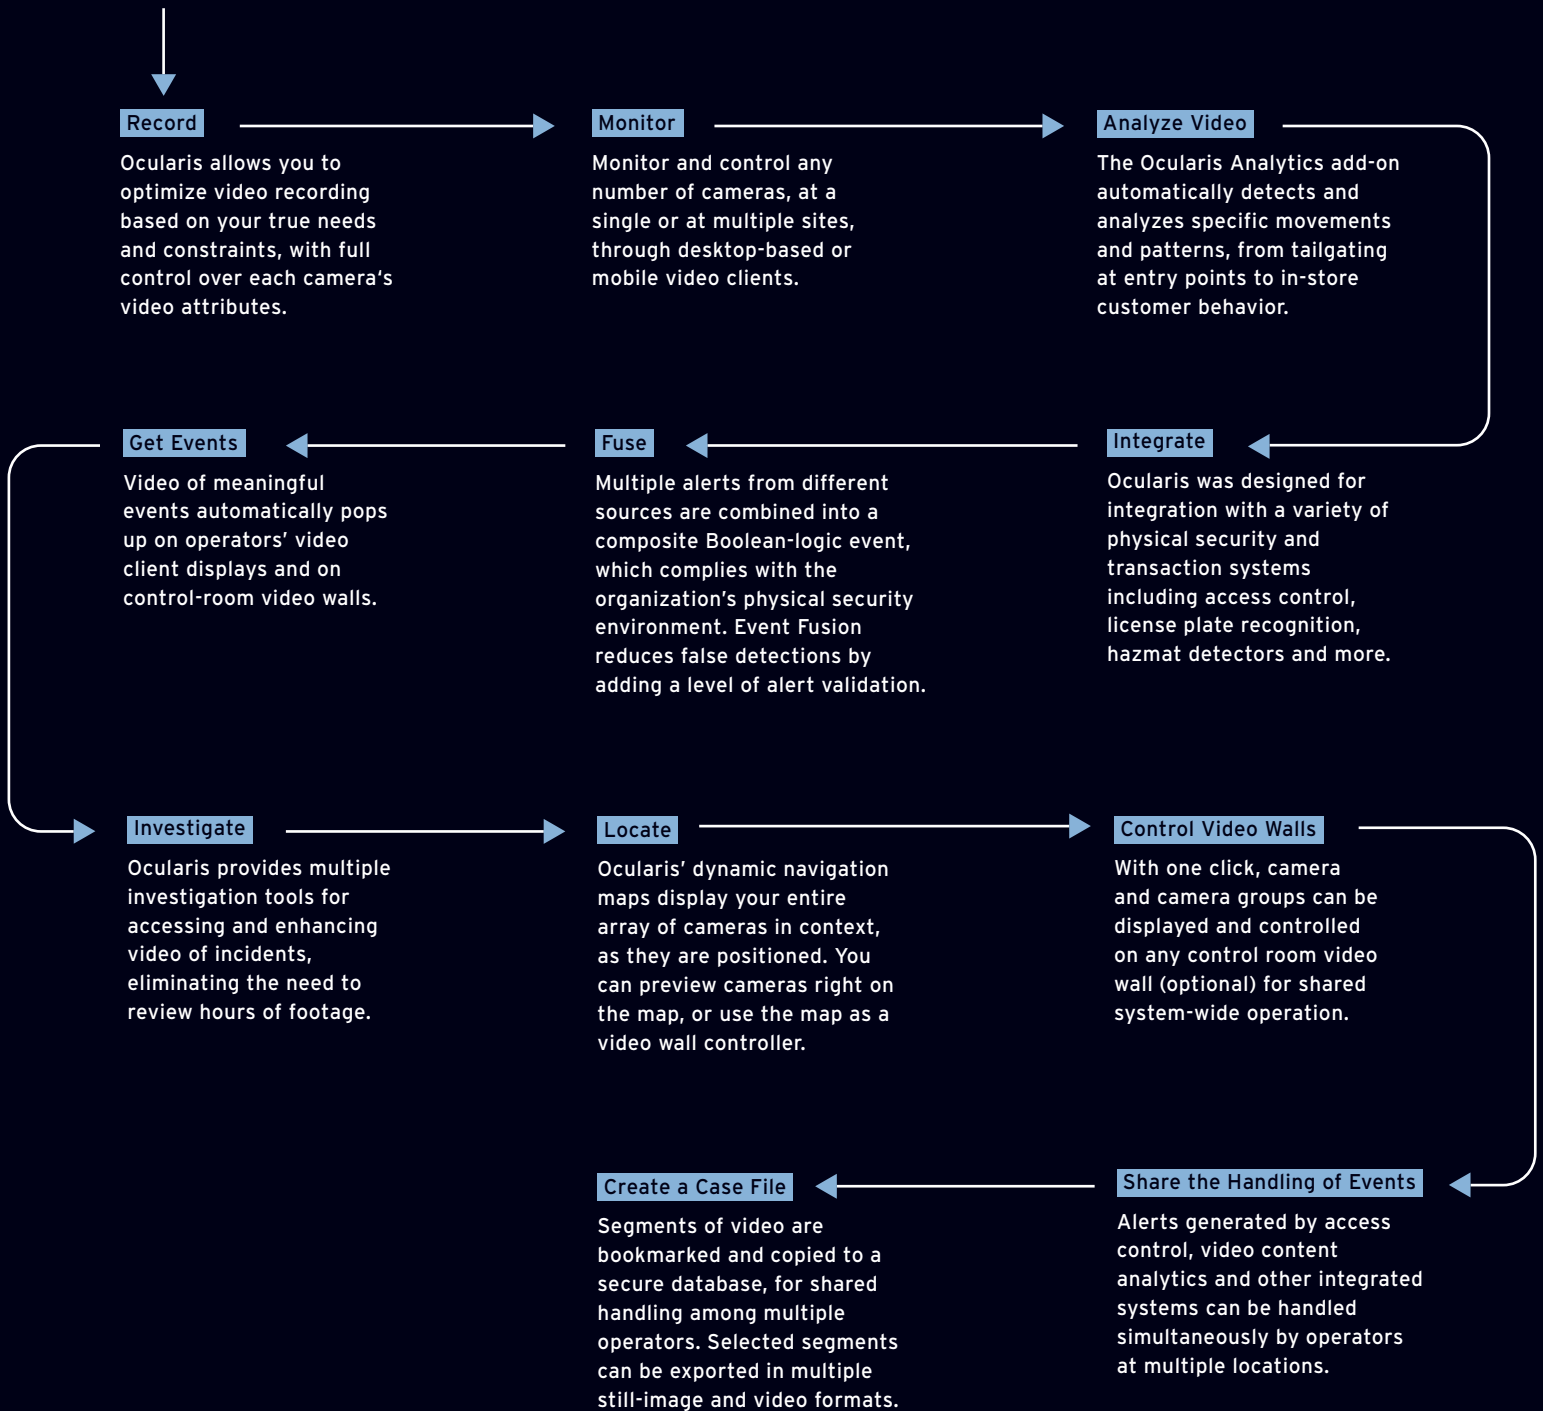 Record
Ocularis allows you to
optimize video recording
based on your true needs
and constraints, with full
control over each camera‘s
video attributes.
Monitor
Monitor and control any
number of cameras, at a
single or at multiple sites,
through desktop-based or
mobile video clients.
Analyze Video
The Ocularis Analytics add-on
automatically detects and
analyzes specific movements
and patterns, from tailgating
at entry points to in-store
customer behavior.
Integrate
Ocularis was designed for
integration with a variety of
physical security and
transaction systems
including access control,
license plate recognition,
hazmat detectors and more.
Fuse
Multiple alerts from different
sources are combined into a
composite Boolean-logic event,
which complies with the
organization’s physical security
environment. Event Fusion
reduces false detections by
adding a level of alert validation.
Get Events
Video of meaningful
events automatically pops
up on operators’ video
client displays and on
control-room video walls.
Investigate
Ocularis provides multiple
investigation tools for
accessing and enhancing
video of incidents,
eliminating the need to
review hours of footage.
Locate
Ocularis’ dynamic navigation
maps display your entire
array of cameras in context,
as they are positioned. You
can preview cameras right on
the map, or use the map as a
video wall controller.
Control Video Walls
With one click, camera
and camera groups can be
displayed and controlled
on any control room video
wall (optional) for shared
system-wide operation.
Share the Handling of Events
Alerts generated by access
control, video content
analytics and other integrated
systems can be handled
simultaneously by operators
at multiple locations.
Create a Case File
Segments of video are
bookmarked and copied to a
secure database, for shared
handling among multiple
operators. Selected segments
can be exported in multiple
still-image and video formats.